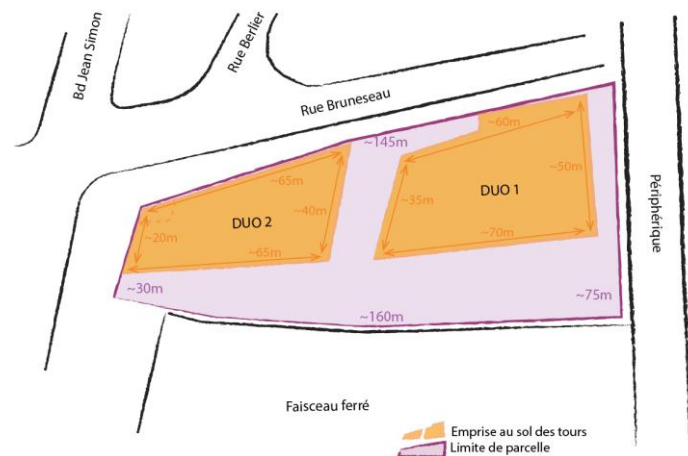 Bd Jean Simon
Rue Berlier
Rue Bruneseau
Périphérique
~145m
~60m
~65m
~50m
~35m
DUO 1
DUO 2
~40m
~20m
~65m
~70m
~30m
~75m
~160m
Faisceau ferré
Emprise au sol des tours
Limite de parcelle